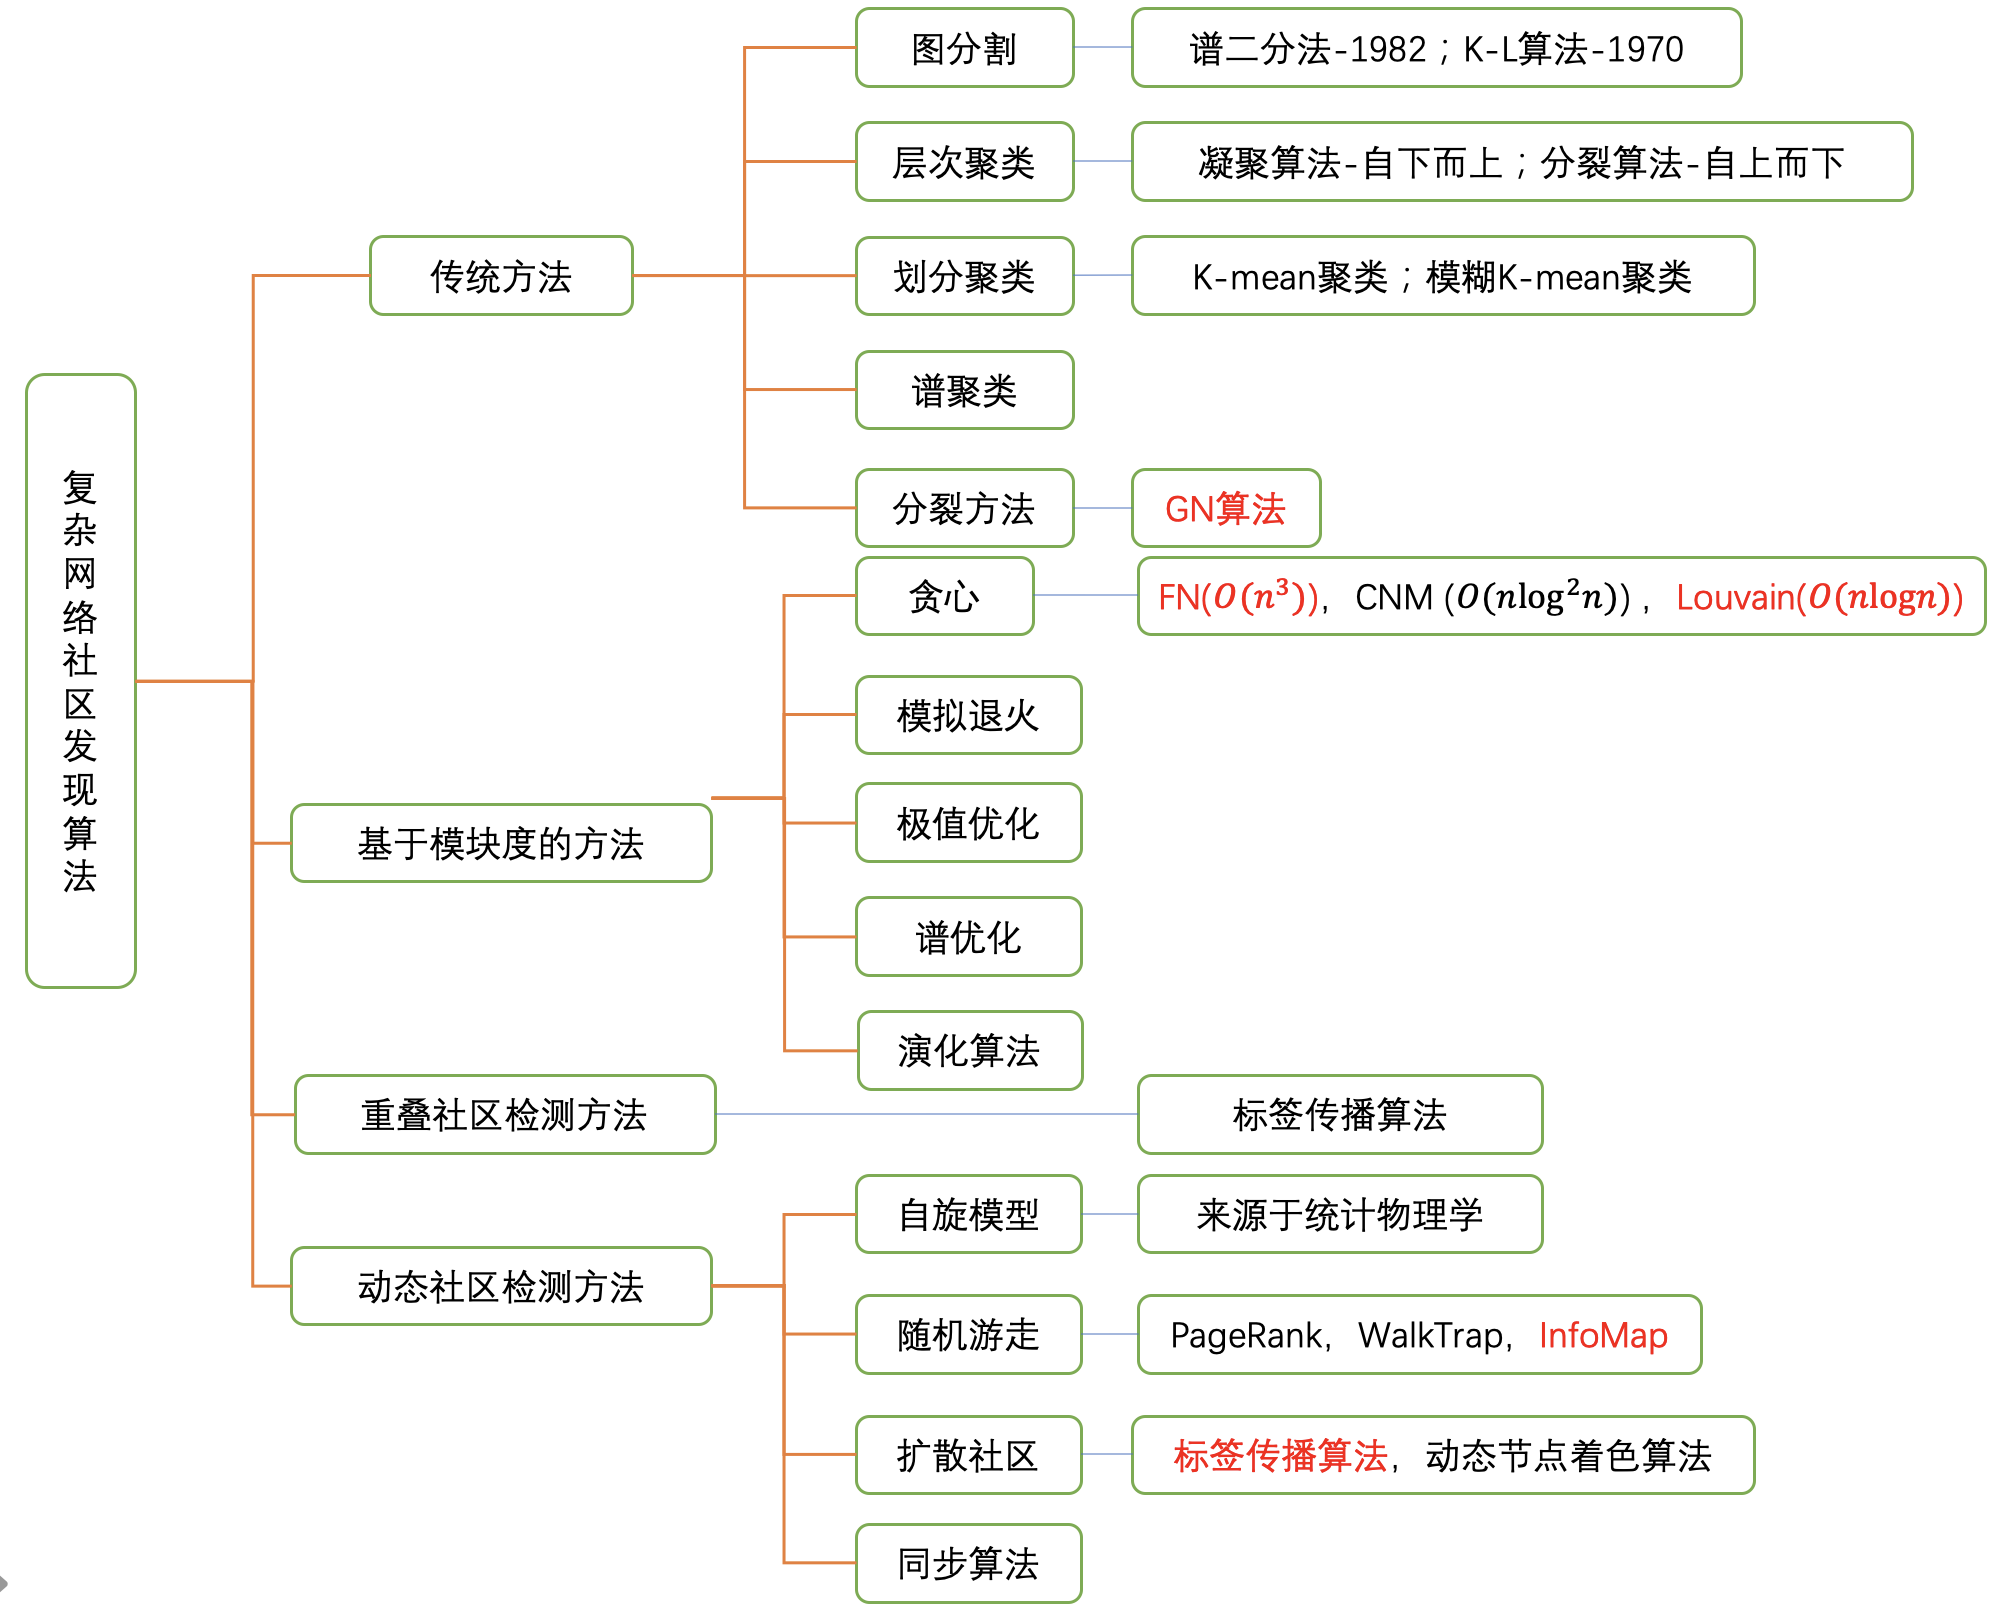 复杂网络社区发现算法
传统方法
图分割
谱二分法-1982；K-L算法-1970
层次聚类
凝聚算法-自下而上；分裂算法-自上而下
划分聚类
K-mean聚类；模糊K-mean聚类
谱聚类
分裂方法
GN算法
基于模块度的方法
贪心
FN(O(n³))， CNM (O(nlog²n))， Louvain(O(nlogn))
模拟退火
极值优化
谱优化
演化算法
重叠社区检测方法
标签传播算法
动态社区检测方法
自旋模型
来源于统计物理学
随机游走
PageRank， WalkTrap， InfoMap
扩散社区
标签传播算法， 动态节点着色算法
同步算法